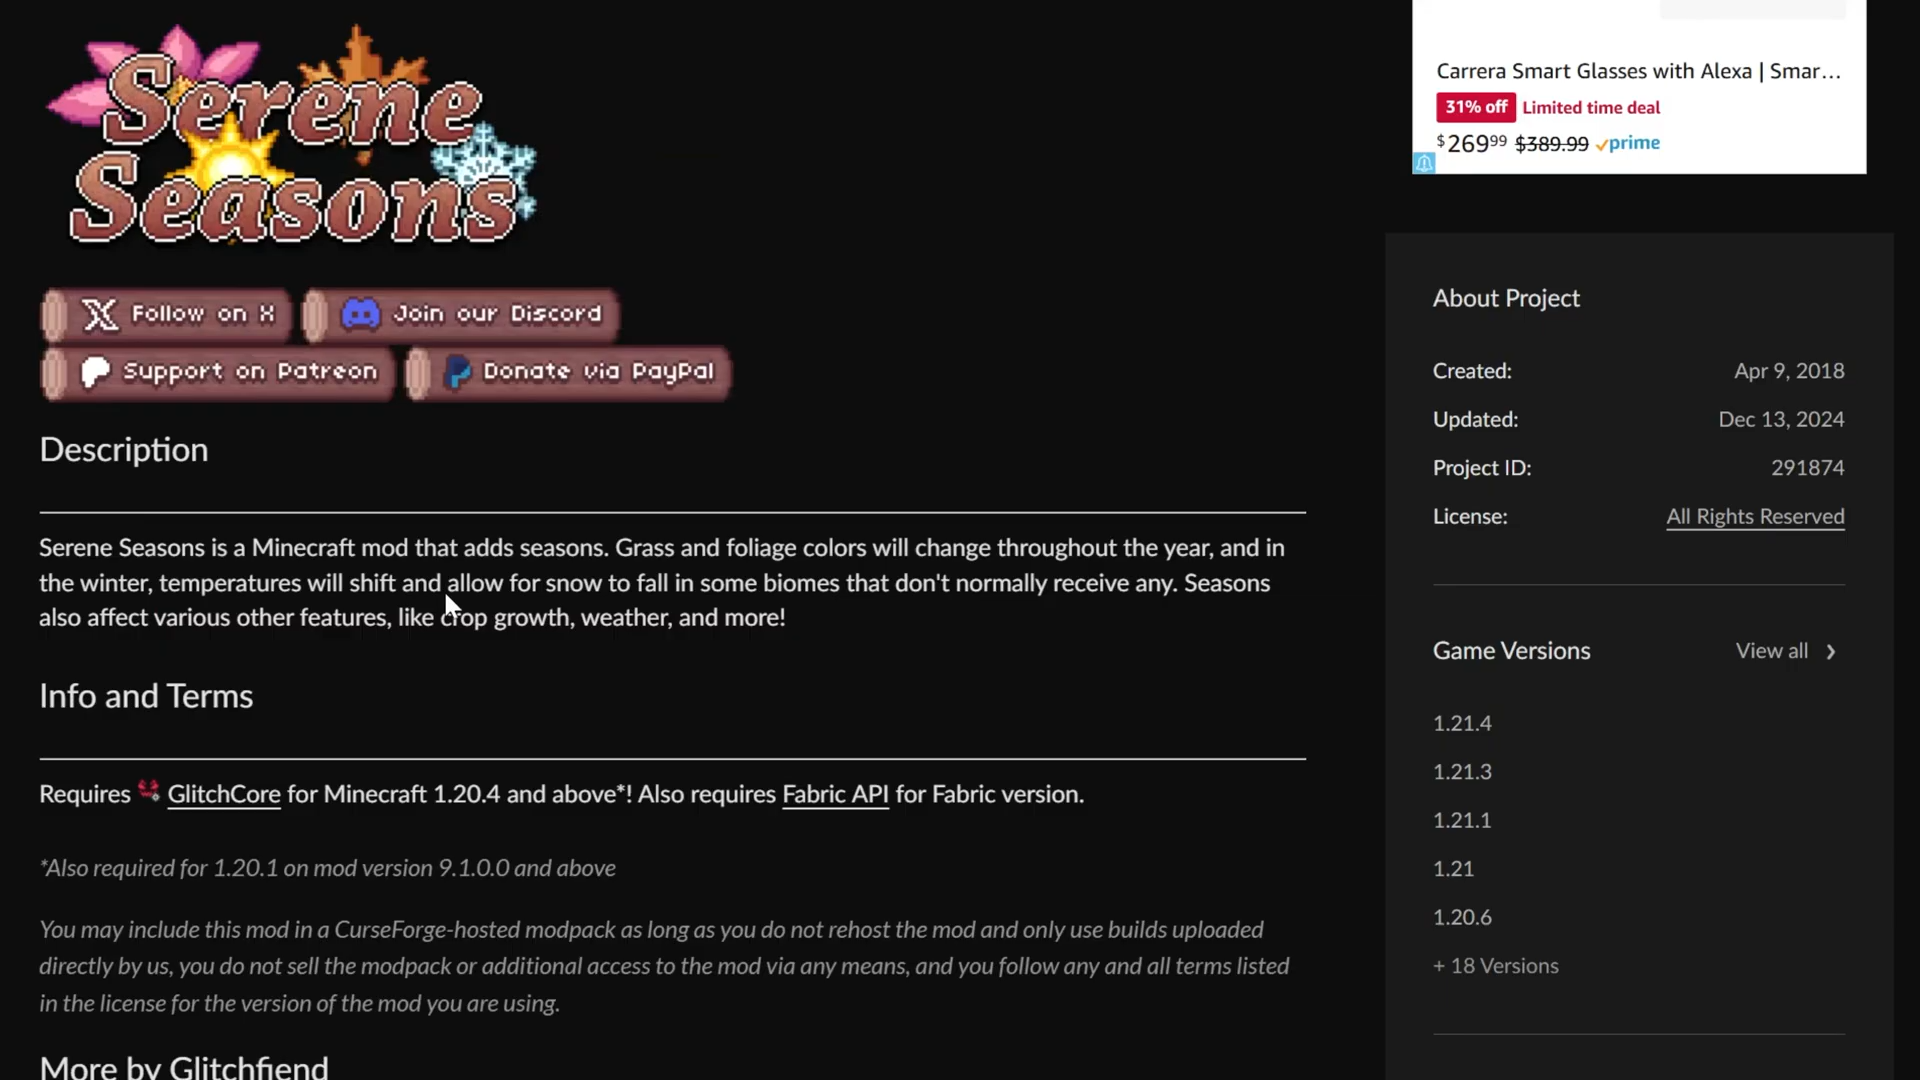 Serene
Seasons
Follow on X
Join our Discord
Support on Patreon
Donate via PayPal
Description
Serene Seasons is a Minecraft mod that adds seasons. Grass and foliage colors will change throughout the year, and in
the winter, temperatures will shift and allow for snow to fall in some biomes that don't normally receive any. Seasons
also affect various other features, like crop growth, weather, and more!
Info and Terms
Requires GlitchCore for Minecraft 1.20.4 and above*! Also requires Fabric API for Fabric version.
*Also required for 1.20.1 on mod version 9.1.0.0 and above
You may include this mod in a CurseForge-hosted modpack as long as you do not rehost the mod and only use builds uploaded
directly by us, you do not sell the modpack or additional access to the mod via any means, and you follow any and all terms listed
in the license for the version of the mod you are using.
More by Glitchfiend
Carrera Smart Glasses with Alexa | Smar...
31% off Limited time deal
$269.99 $389.99 prime
About Project
Created: Apr 9, 2018
Updated: Dec 13, 2024
Project ID: 291874
License: All Rights Reserved
Game Versions View all
1.21.4
1.21.3
1.21.1
1.21
1.20.6
+ 18 Versions